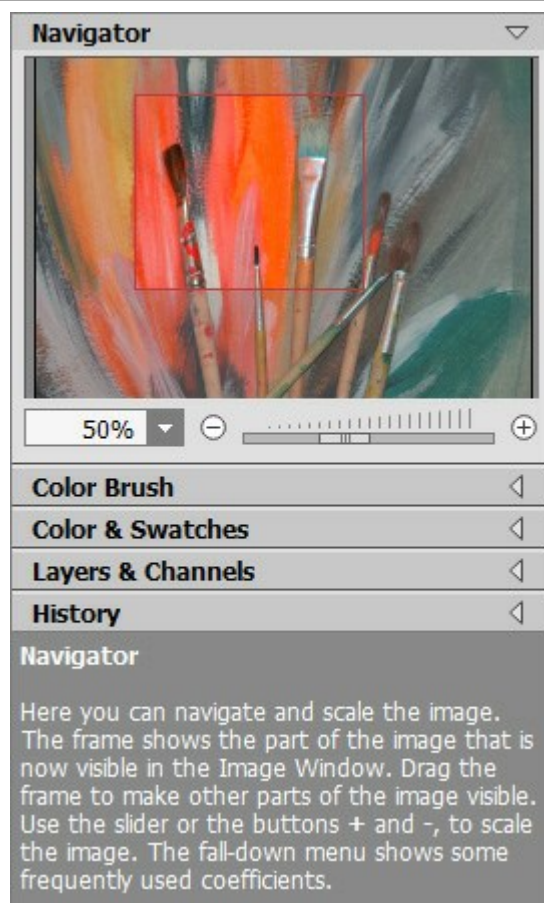 Navigator
50%
Color Brush
Color & Swatches
Layers & Channels
History
Navigator
Here you can navigate and scale the image.
The frame shows the part of the image that is
now visible in the Image Window. Drag the
frame to make other parts of the image visible.
Use the slider or the buttons + and -, to scale
the image. The fall-down menu shows some
frequently used coefficients.